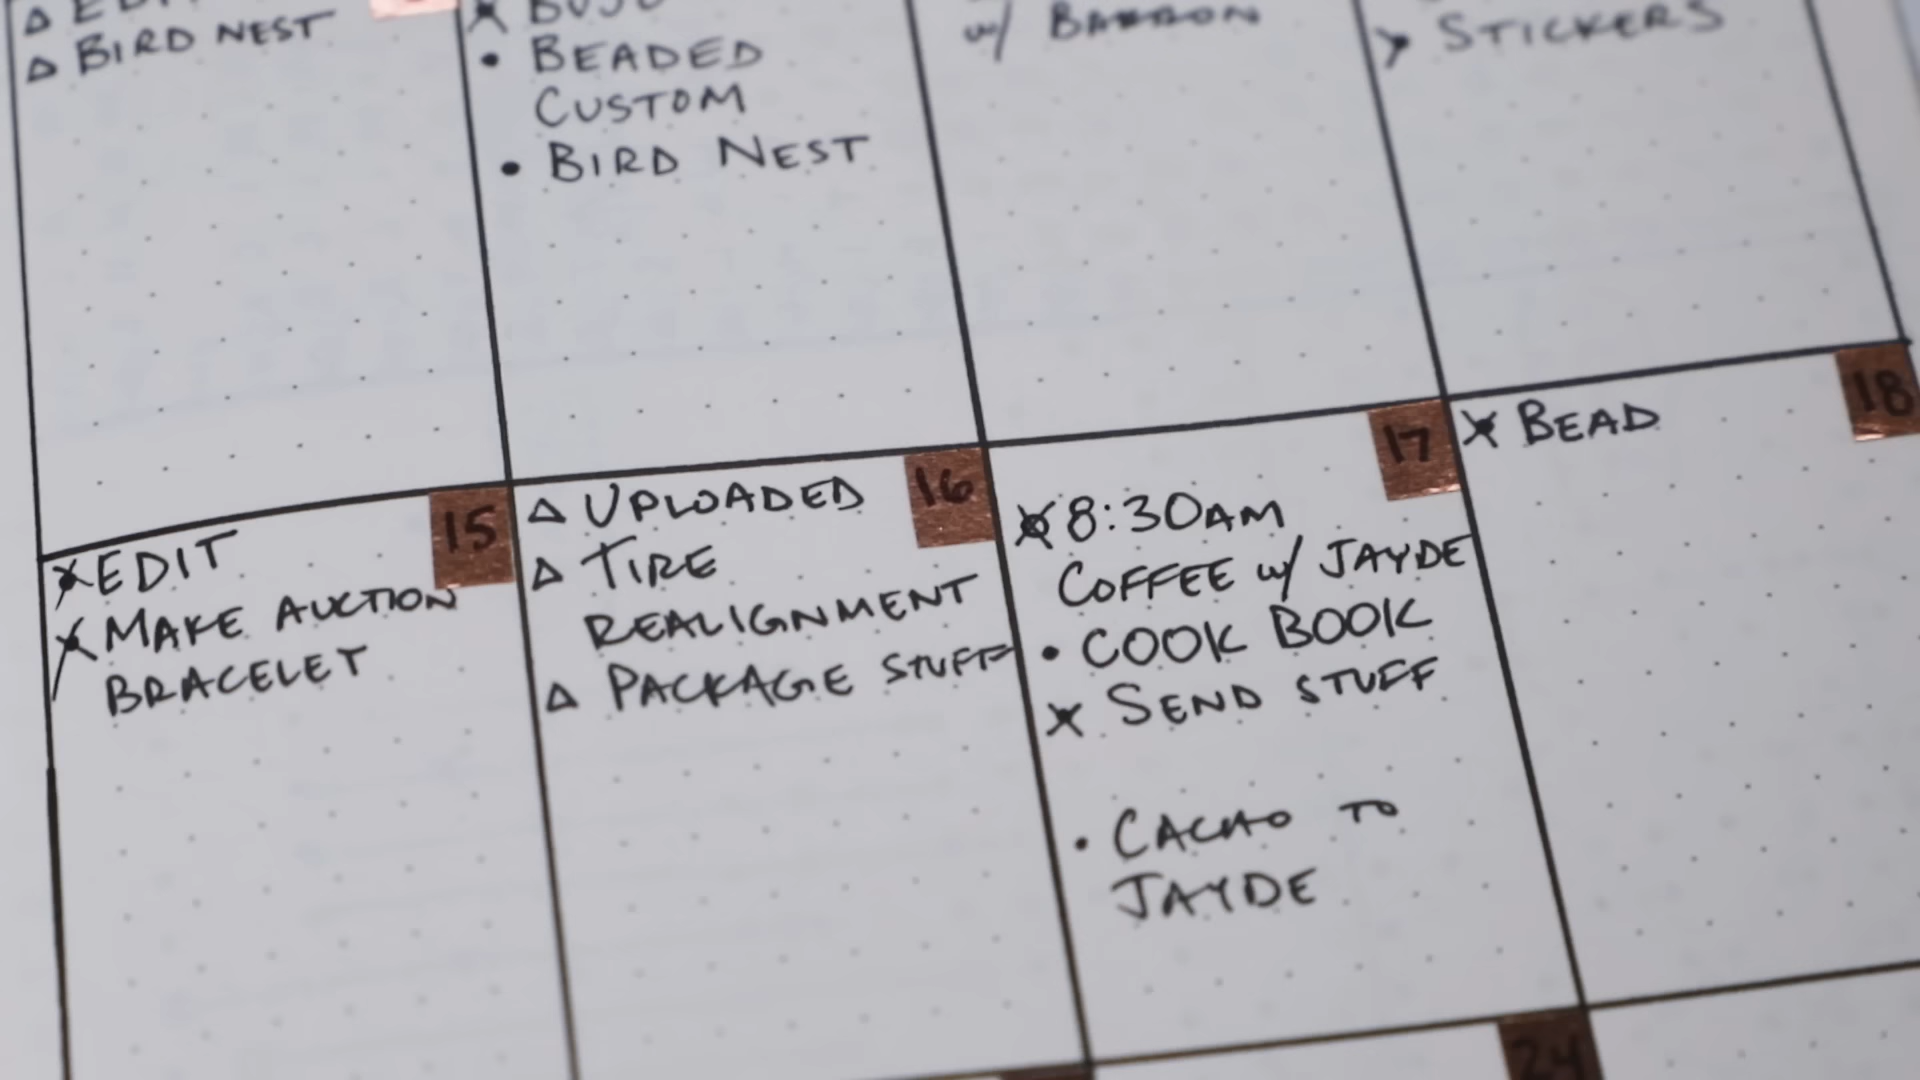 △ BIRD NEST
• BEADED
CUSTOM
• BIRD NEST
w/
STICKERS
15
EDIT
MAKE AUCTION
BRACELET
16
△ UPLOADED
△ TIRE
REALIGNMENT
△ PACKAGE STUFF
17
8:30AM
COFFEE w/ JAYDE
• COOK BOOK
X SEND STUFF
• CACAO TO
JAYDE
18
X BEAD
24